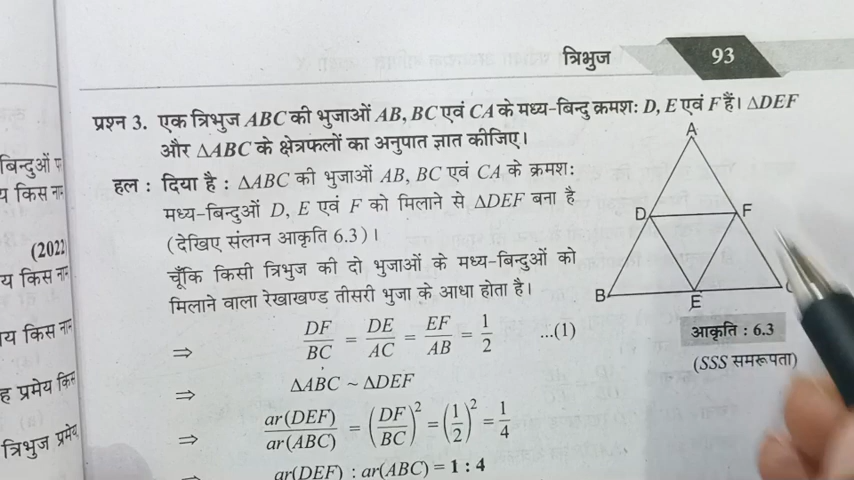 त्रिभुज 93
प्रश्न 3. एक त्रिभुज ABC की भुजाओं AB, BC एवं CA के मध्य-बिन्दु क्रमश: D, E एवं F हैं। ΔDEF
और ΔABC के क्षेत्रफलों का अनुपात ज्ञात कीजिए।
हल : दिया है : ΔABC की भुजाओं AB, BC एवं CA के क्रमश:
मध्य-बिन्दुओं D, E एवं F को मिलाने से ΔDEF बना है
(देखिए संलग्न आकृति 6.3)।
चूँकि किसी त्रिभुज की दो भुजाओं के मध्य-बिन्दुओं को
मिलाने वाला रेखाखण्ड तीसरी भुजा के आधा होता है।
⇒ DF/BC = DE/AC = EF/AB = 1/2 ...(1)
⇒ ΔABC ~ ΔDEF
⇒ ar(DEF)/ar(ABC) = (DF/BC)² = (1/2)² = 1/4
⇒ ar(DEF) : ar(ABC) = 1 : 4
A
D F
B E
आकृति : 6.3
(SSS समरूपता)
बिन्दुओं
य किस नाम
(2022
य किस नाम
य किस नाम
ह प्रमेय किस
त्रिभुज प्रमेय